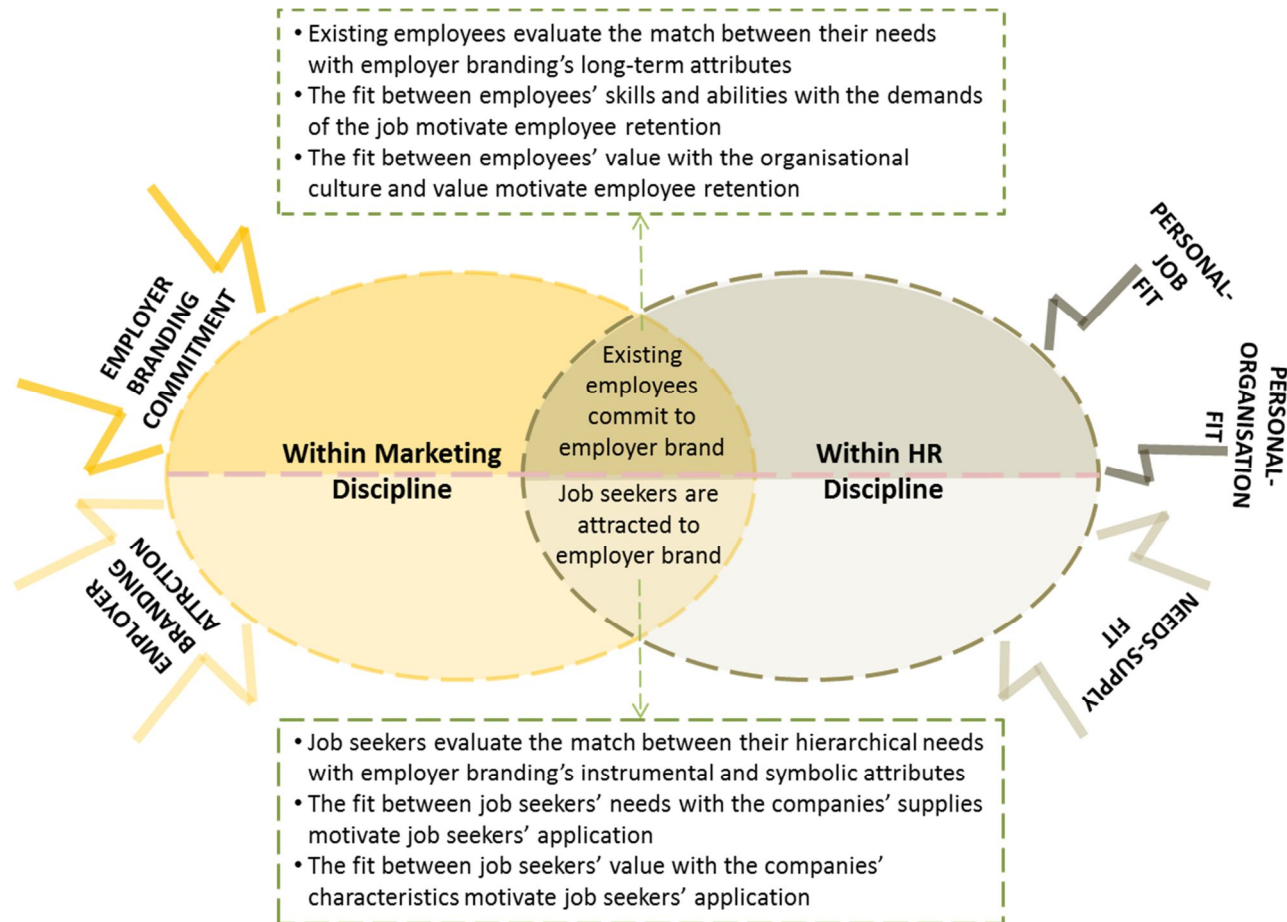 • Existing employees evaluate the match between their needs
with employer branding's long-term attributes
• The fit between employees' skills and abilities with the demands
of the job motivate employee retention
• The fit between employees' value with the organisational
culture and value motivate employee retention
EMPLOYER
BRANDING
COMMITMENT
EMPLOYER
BRANDING
ATTRCTION
Within Marketing
Discipline
Existing
employees
commit to
employer brand
Job seekers are
attracted to
employer brand
Within HR
Discipline
PERSONAL-
JOB
FIT
PERSONAL-
ORGANISATION
FIT
NEEDS-SUPPLY
FIT
• Job seekers evaluate the match between their hierarchical needs
with employer branding's instrumental and symbolic attributes
• The fit between job seekers' needs with the companies' supplies
motivate job seekers' application
• The fit between job seekers' value with the companies'
characteristics motivate job seekers' application